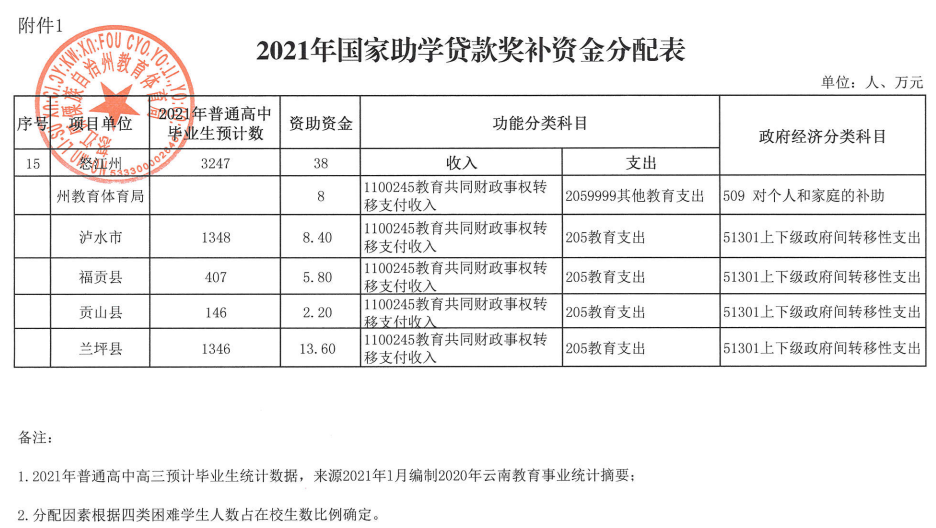 附件1
2021年国家助学贷款奖补资金分配表
单位：人、万元
序号 项目单位 2021年普通高中 资助资金 功能分类科目 政府经济分类科目
毕业生预计数
15 怒江州 3247 38 收入 支出
州教育体育局 8 1100245教育共同财政事权转 2059999其他教育支出 509 对个人和家庭的补助
移支付收入
泸水市 1348 8.40 1100245教育共同财政事权转 205教育支出 51301上下级政府间转移性支出
移支付收入
福贡县 407 5.80 1100245教育共同财政事权转 205教育支出 51301上下级政府间转移性支出
移支付收入
贡山县 146 2.20 1100245教育共同财政事权转 205教育支出 51301上下级政府间转移性支出
移支付收入
兰坪县 1346 13.60 1100245教育共同财政事权转 205教育支出 51301上下级政府间转移性支出
移支付收入
备注：
1.2021年普通高中高三预计毕业生统计数据，来源2021年1月编制2020年云南教育事业统计摘要；
2.分配因素根据四类困难学生人数占在校生数比例确定。